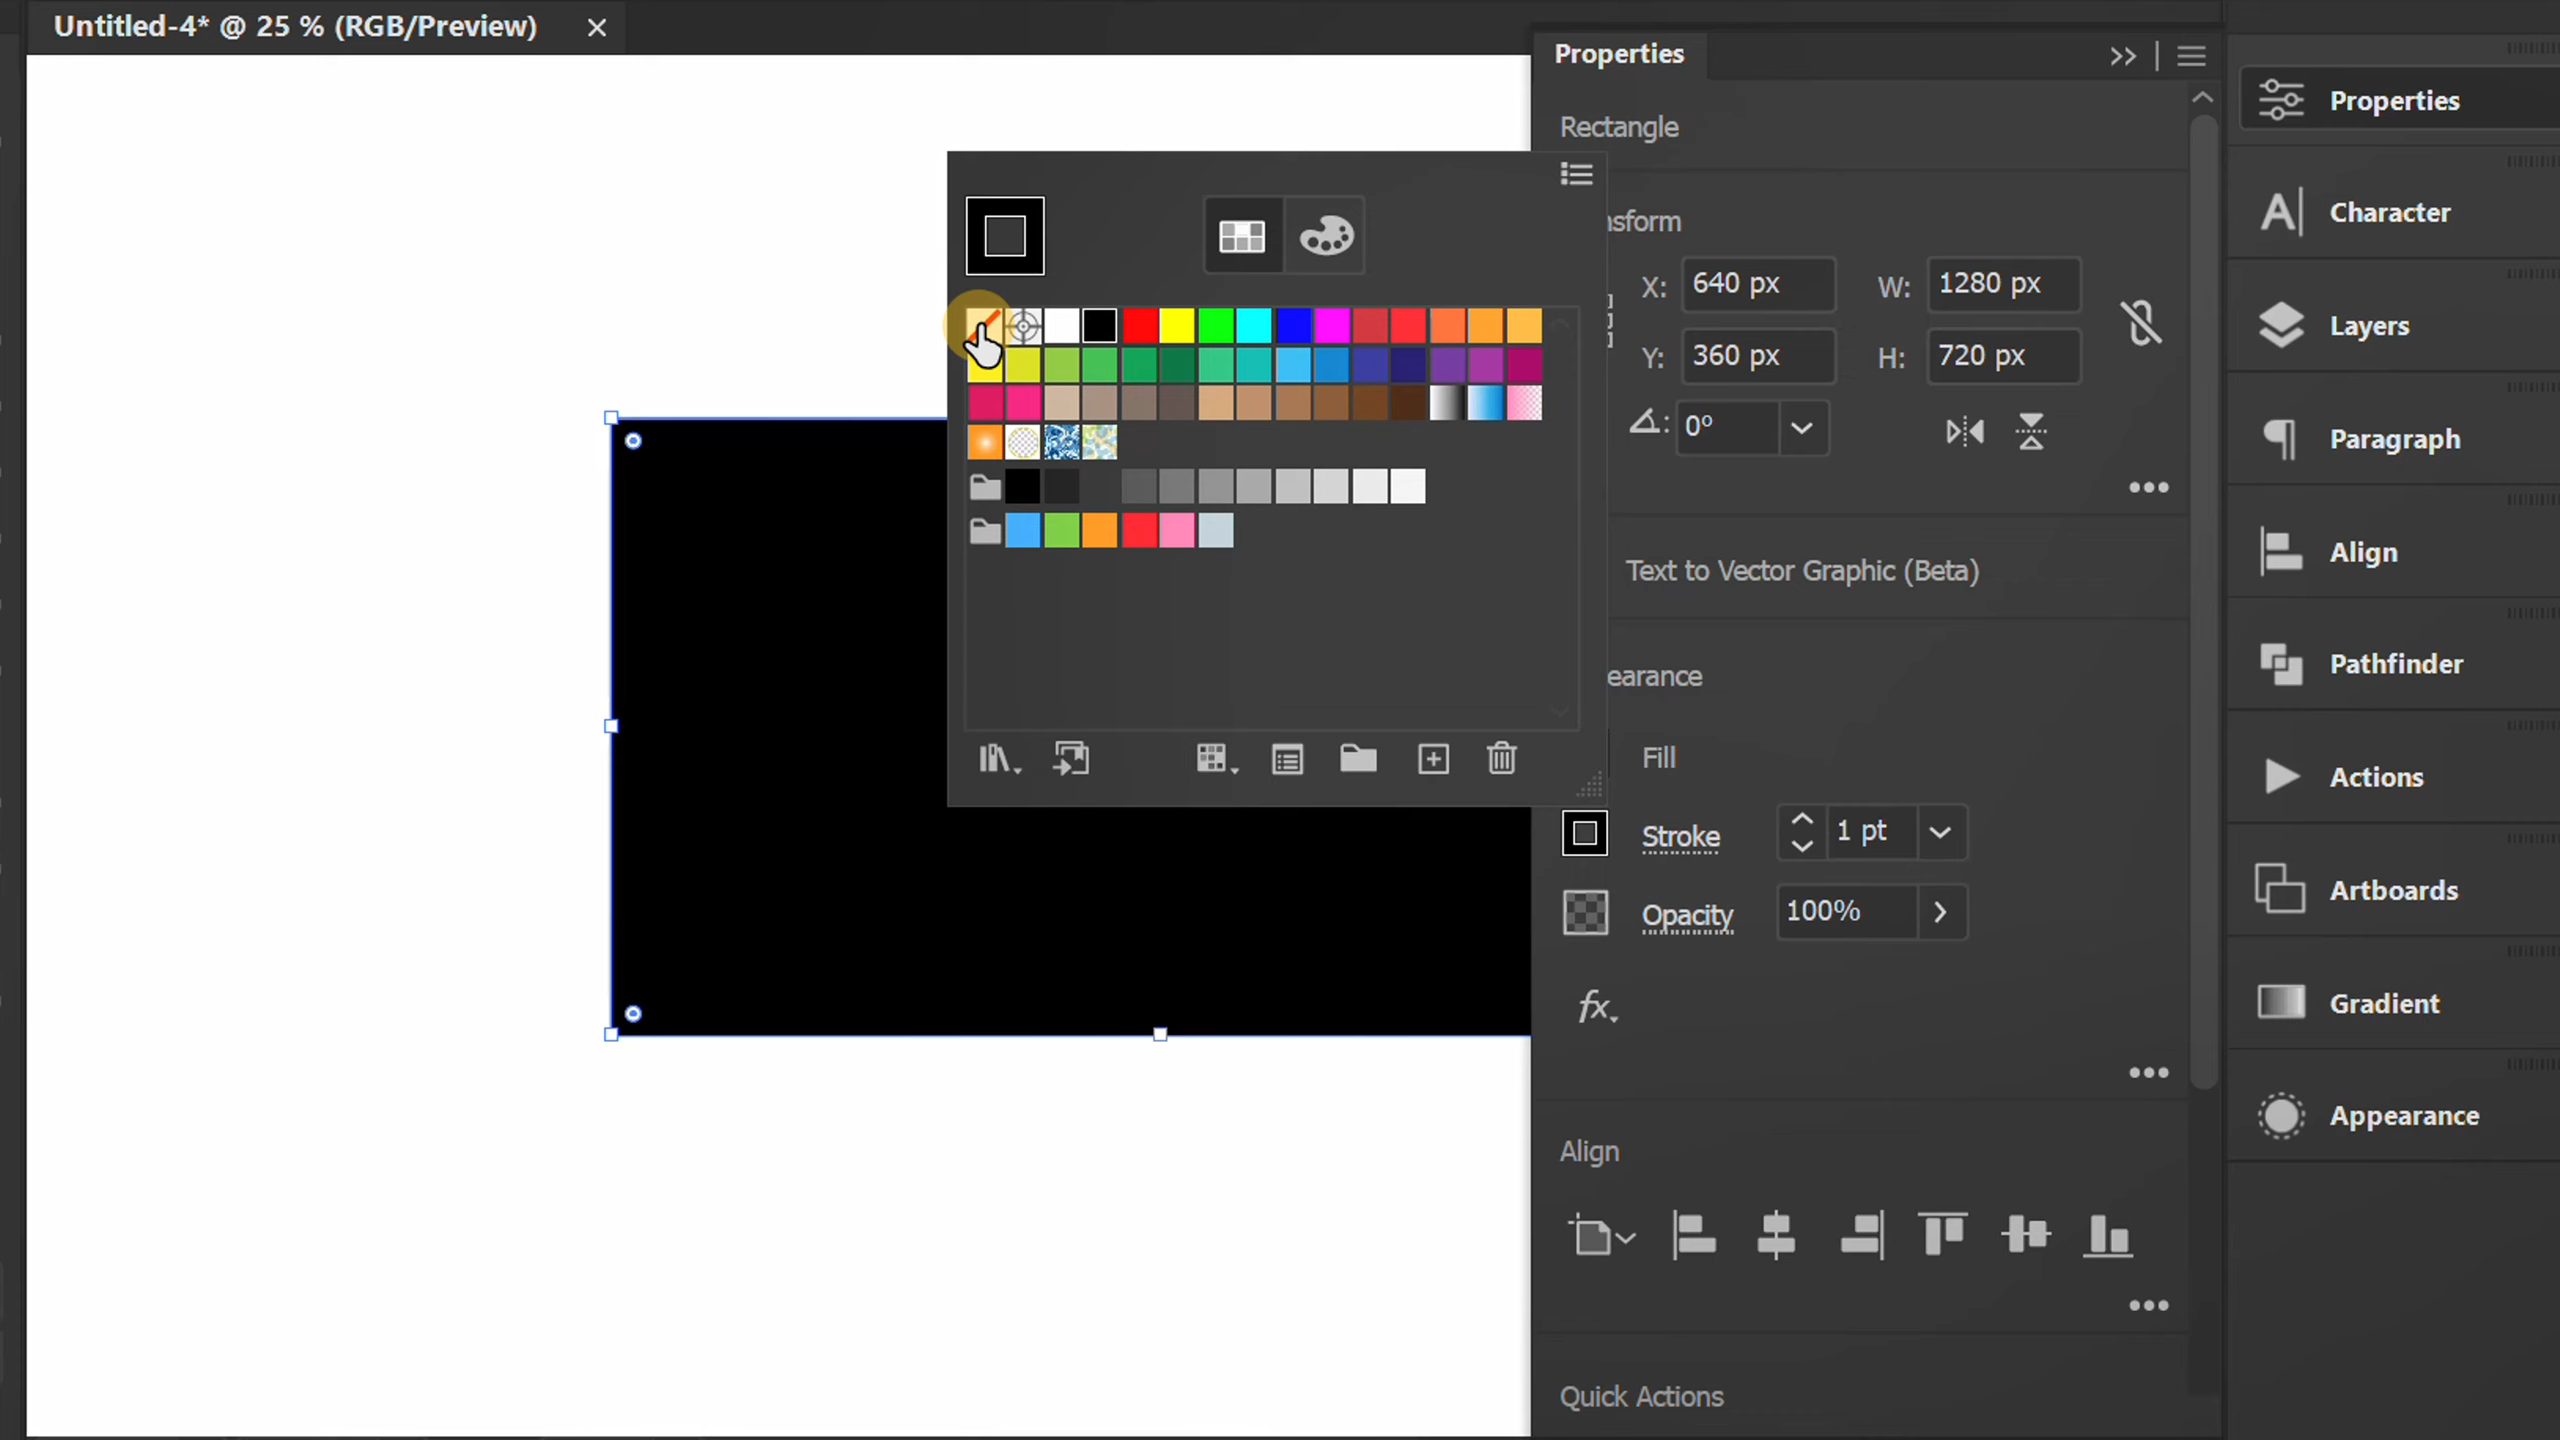 Untitled-4* @ 25 % (RGB/Preview)
Properties
Rectangle
nsform
X: 640 px W: 1280 px
Y: 360 px H: 720 px
0º
Text to Vector Graphic (Beta)
earance
Fill
Stroke 1 pt
Opacity 100%
fx
Align
Quick Actions
Properties
Character
Layers
Paragraph
Align
Pathfinder
Actions
Artboards
Gradient
Appearance